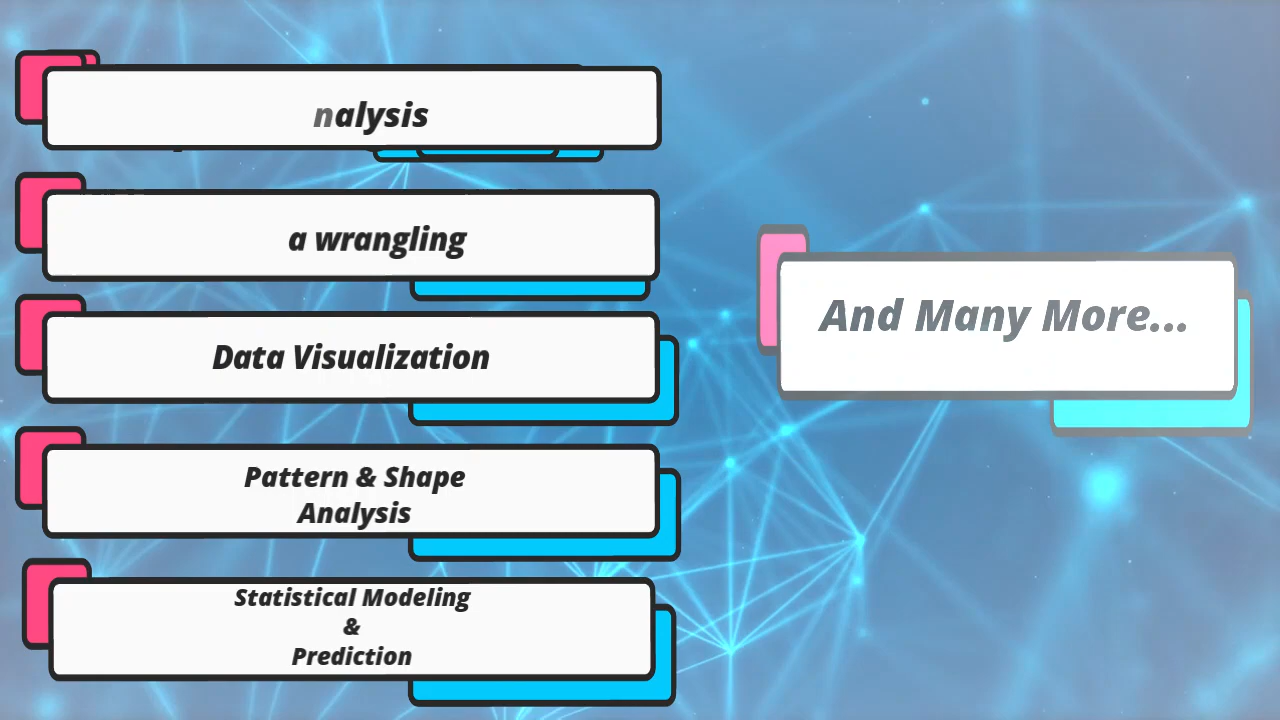 nalysis
a wrangling
Data Visualization
Pattern & Shape
Analysis
Statistical Modeling
&
Prediction
And Many More...